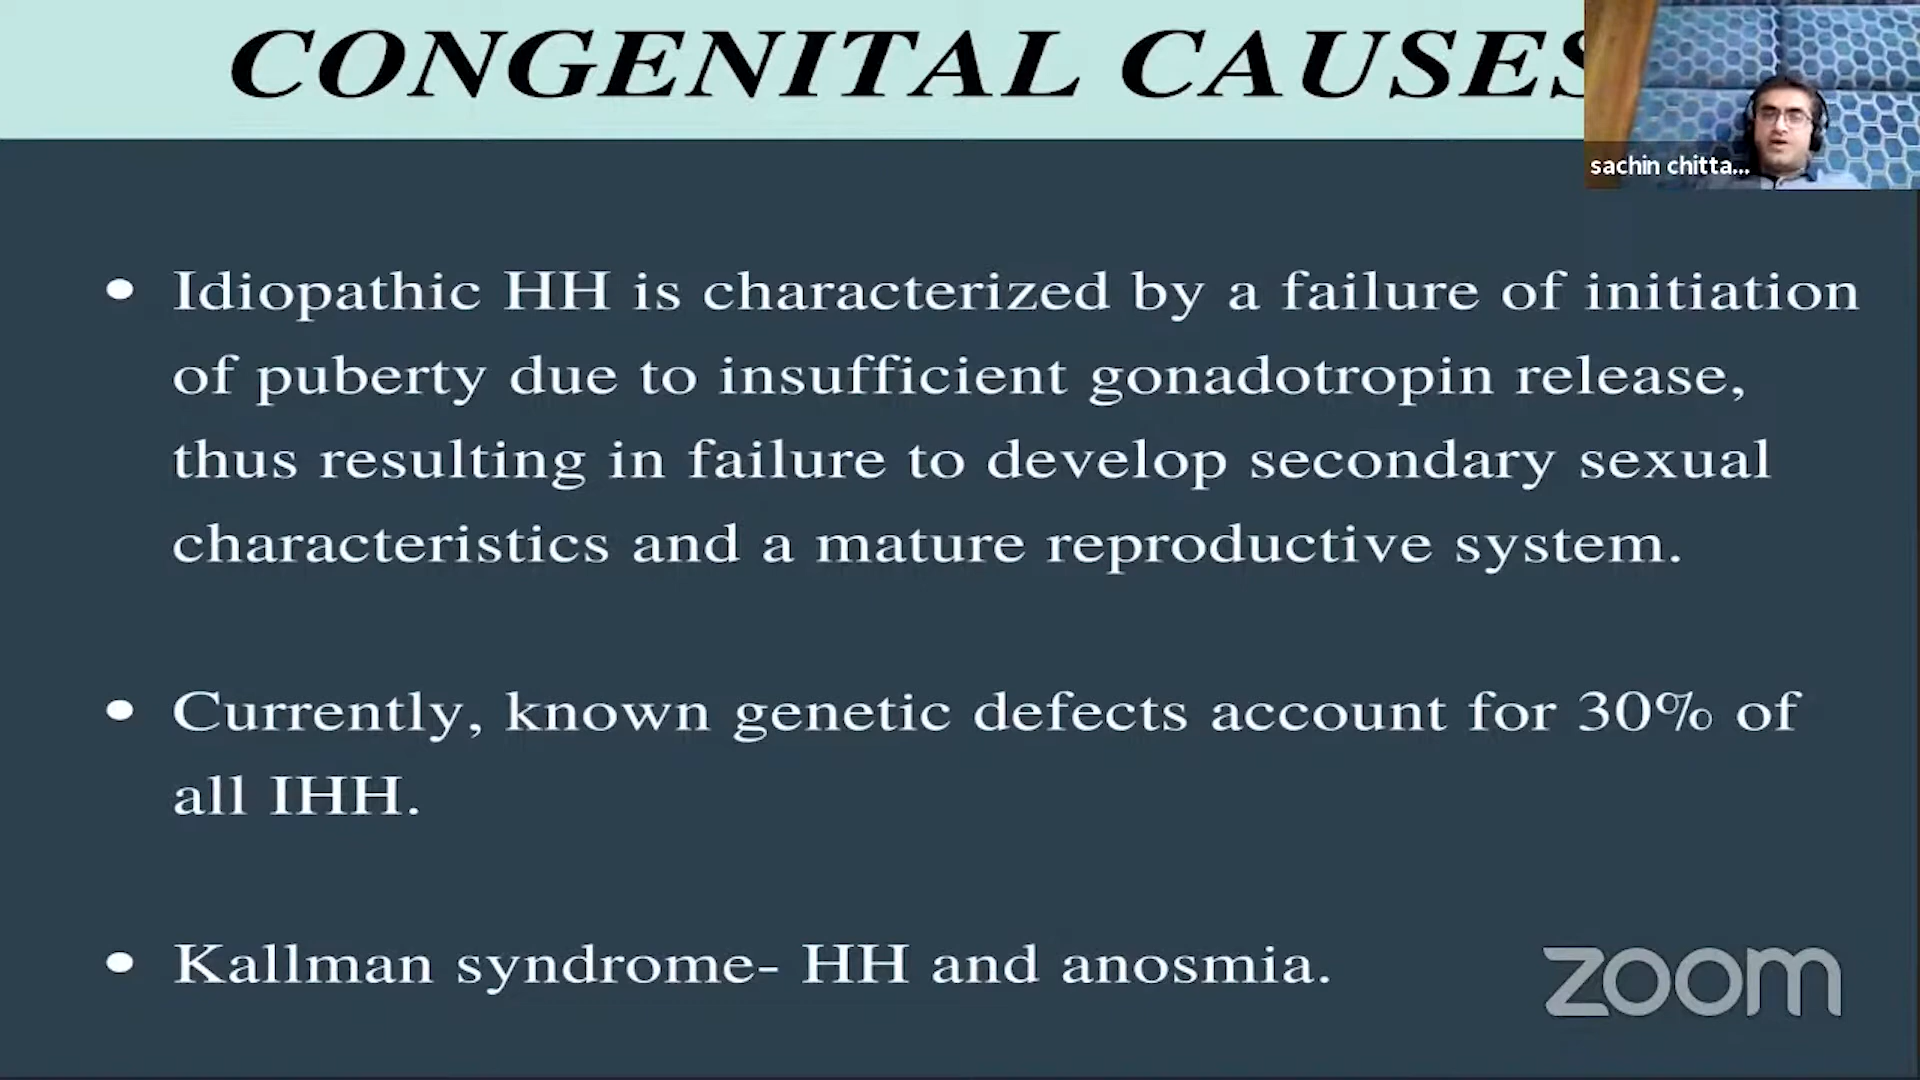 CONGENITAL CAUSES
sachin chitta...
• Idiopathic HH is characterized by a failure of initiation
of puberty due to insufficient gonadotropin release,
thus resulting in failure to develop secondary sexual
characteristics and a mature reproductive system.
• Currently, known genetic defects account for 30% of
all IHH.
• Kallman syndrome- HH and anosmia.
zoom